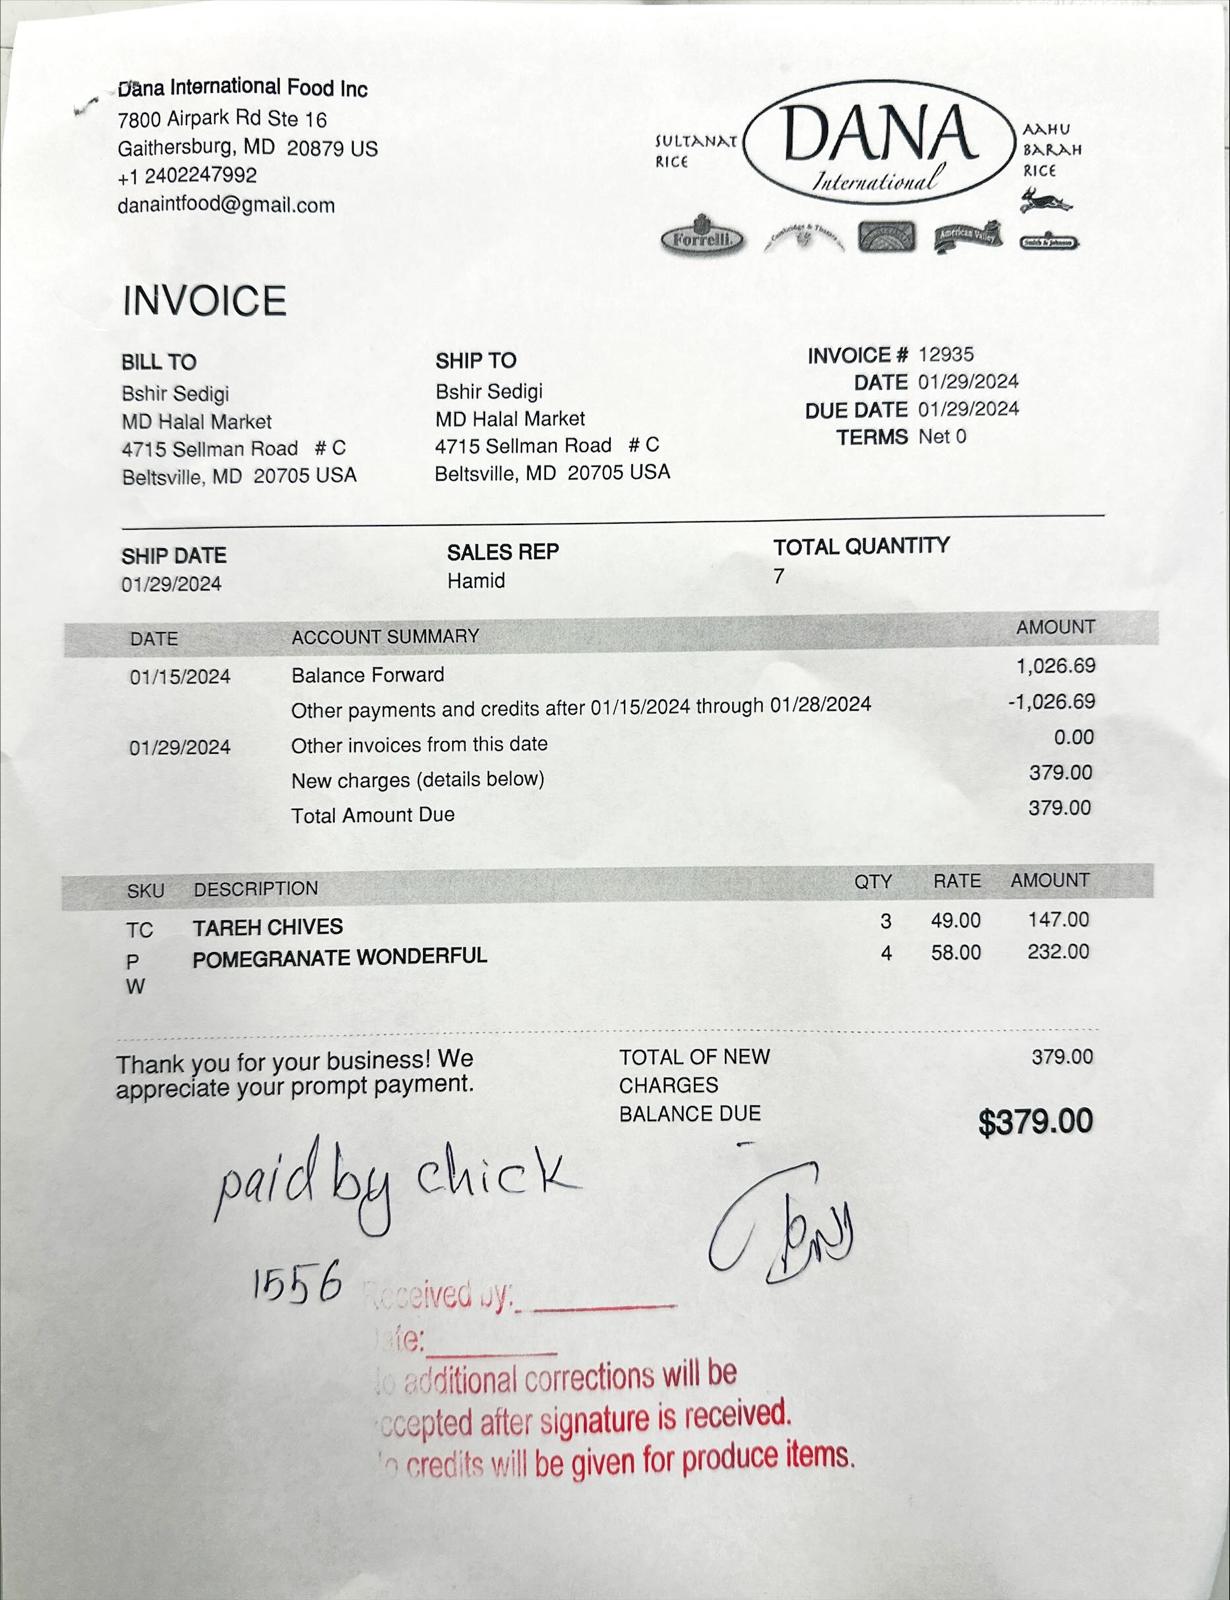 Dana International Food Inc
7800 Airpark Rd Ste 16
Gaithersburg, MD 20879 US
+1 2402247992
danaintfood@gmail.com
SULTANAT
RICE
DANA
International
AAHU
BARAH
RICE
Forrelli
American Valley
Smith & Johnson
INVOICE
BILL TO
Bshir Sedigi
MD Halal Market
4715 Sellman Road # C
Beltsville, MD 20705 USA
SHIP TO
Bshir Sedigi
MD Halal Market
4715 Sellman Road # C
Beltsville, MD 20705 USA
INVOICE # 12935
DATE 01/29/2024
DUE DATE 01/29/2024
TERMS Net 0
SHIP DATE
01/29/2024
SALES REP
Hamid
TOTAL QUANTITY
7
DATE ACCOUNT SUMMARY AMOUNT
01/15/2024 Balance Forward 1,026.69
Other payments and credits after 01/15/2024 through 01/28/2024 -1,026.69
01/29/2024 Other invoices from this date 0.00
New charges (details below) 379.00
Total Amount Due 379.00
SKU DESCRIPTION QTY RATE AMOUNT
TC TAREH CHIVES 3 49.00 147.00
P POMEGRANATE WONDERFUL 4 58.00 232.00
W
Thank you for your business! We
appreciate your prompt payment.
TOTAL OF NEW 379.00
CHARGES
BALANCE DUE $379.00
paid by chick
1556
Received by:
Date:
No additional corrections will be
accepted after signature is received.
No credits will be given for produce items.